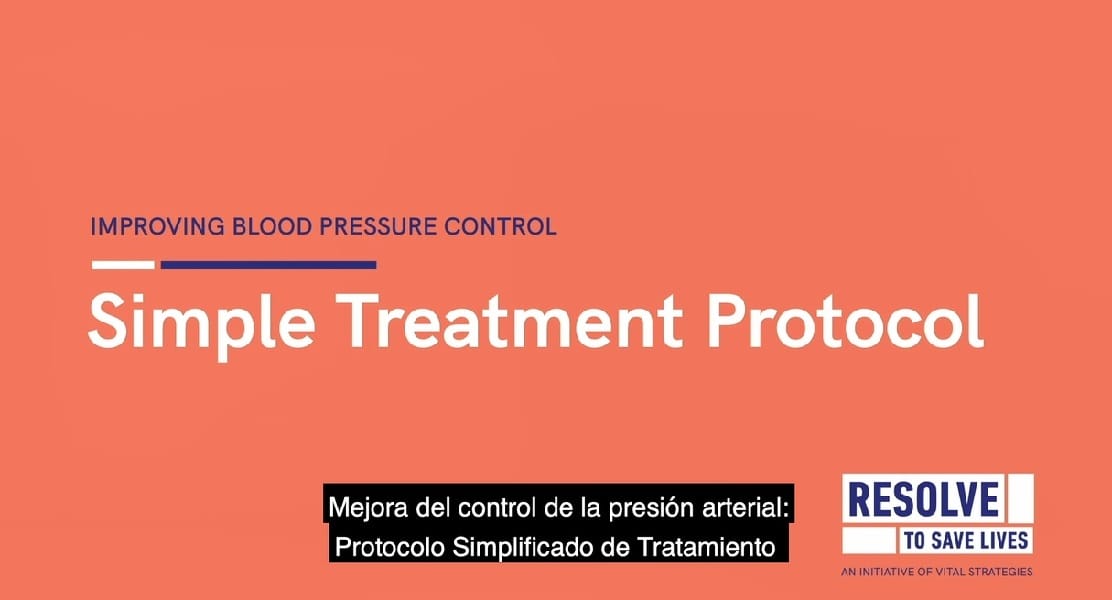 IMPROVING BLOOD PRESSURE CONTROL
Simple Treatment Protocol
Mejora del control de la presión arterial:
Protocolo Simplificado de Tratamiento
RESOLVE
TO SAVE LIVES
AN INITIATIVE OF VITAL STRATEGIES